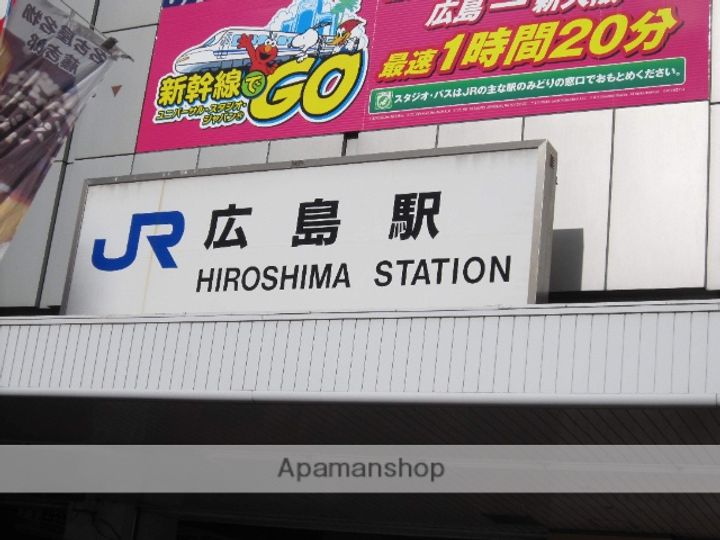 広島 ― 新大阪
最速1時間20分
新幹線でGO
ユニバーサル・スタジオ・
ジャパンへ
スタジオ・パスはJRの主な駅のみどりの窓口でおもとめください。
JR 広島駅
HIROSHIMA STATION
Apamanshop